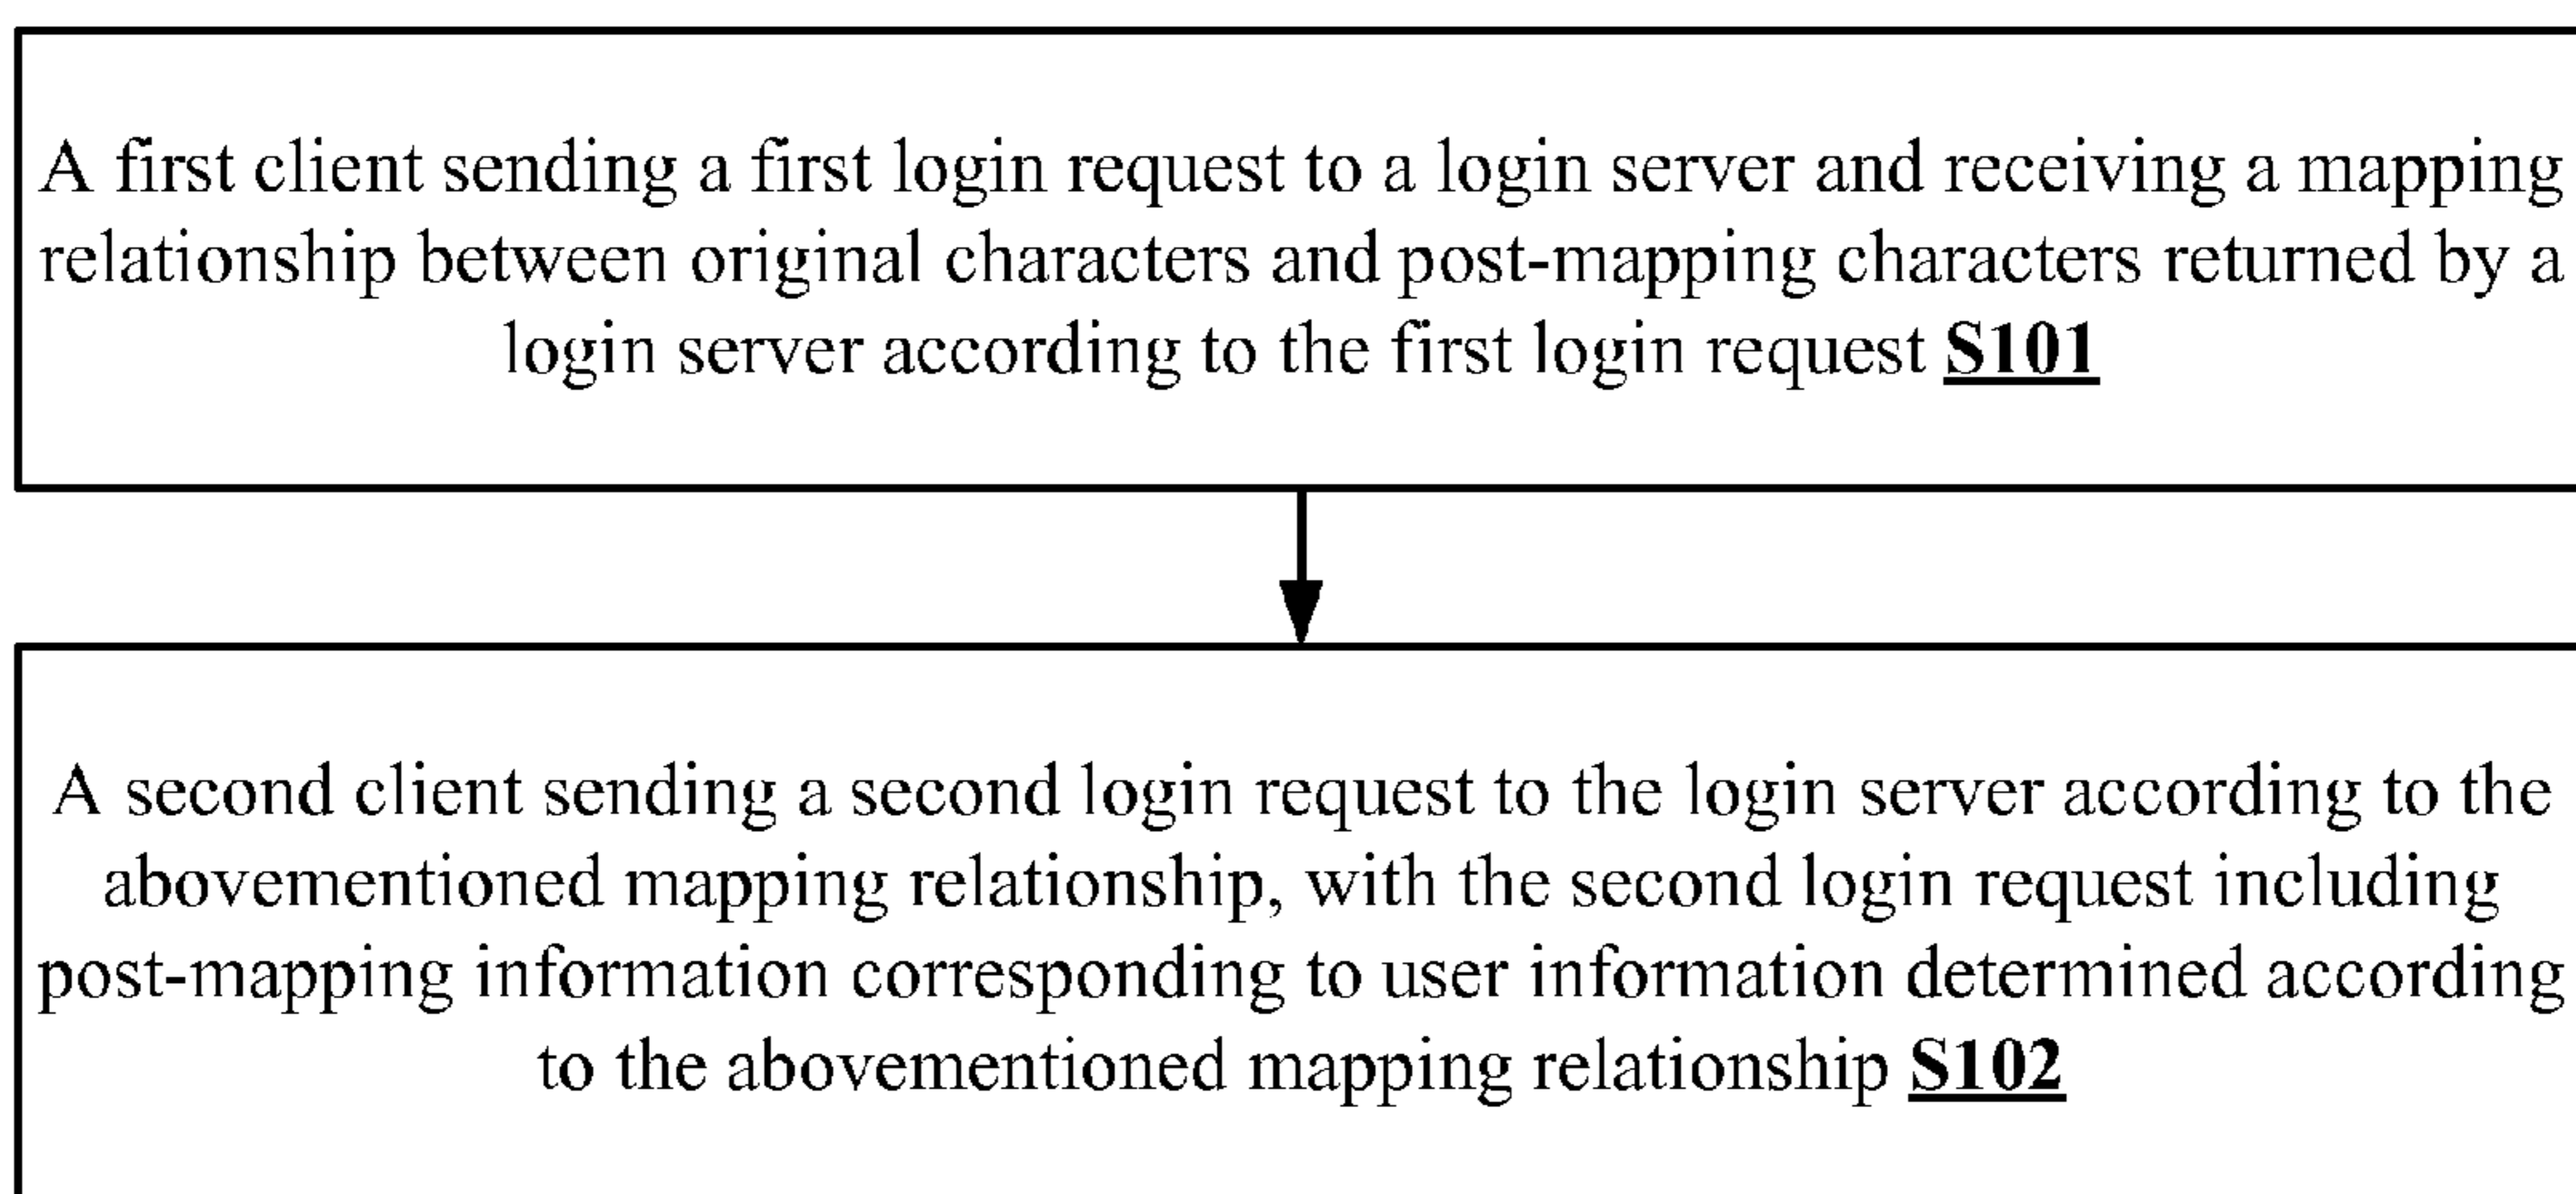 A first client sending a first login request to a login server and receiving a mapping
relationship between original characters and post-mapping characters returned by a
login server according to the first login request S101
A second client sending a second login request to the login server according to the
abovementioned mapping relationship, with the second login request including
post-mapping information corresponding to user information determined according
to the abovementioned mapping relationship S102